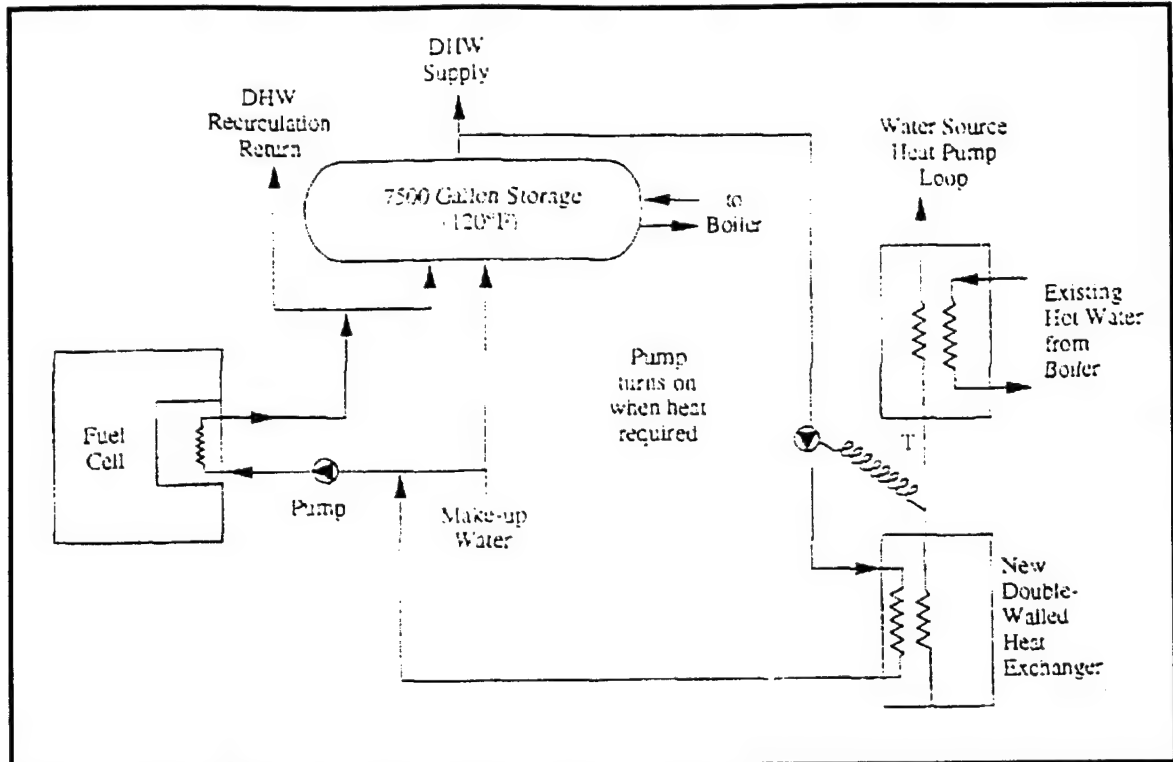 DHW
Supply
DHW
Recirculation
Return
Water Source
Heat Pump
Loop
7500 Gallon Storage
(120°F)
to
Boiler
Existing
Hot Water
from
Boiler
Pump
turns on
when heat
required
Fuel
Cell
T
Pump
Make-up
Water
New
Double-
Walled
Heat
Exchanger